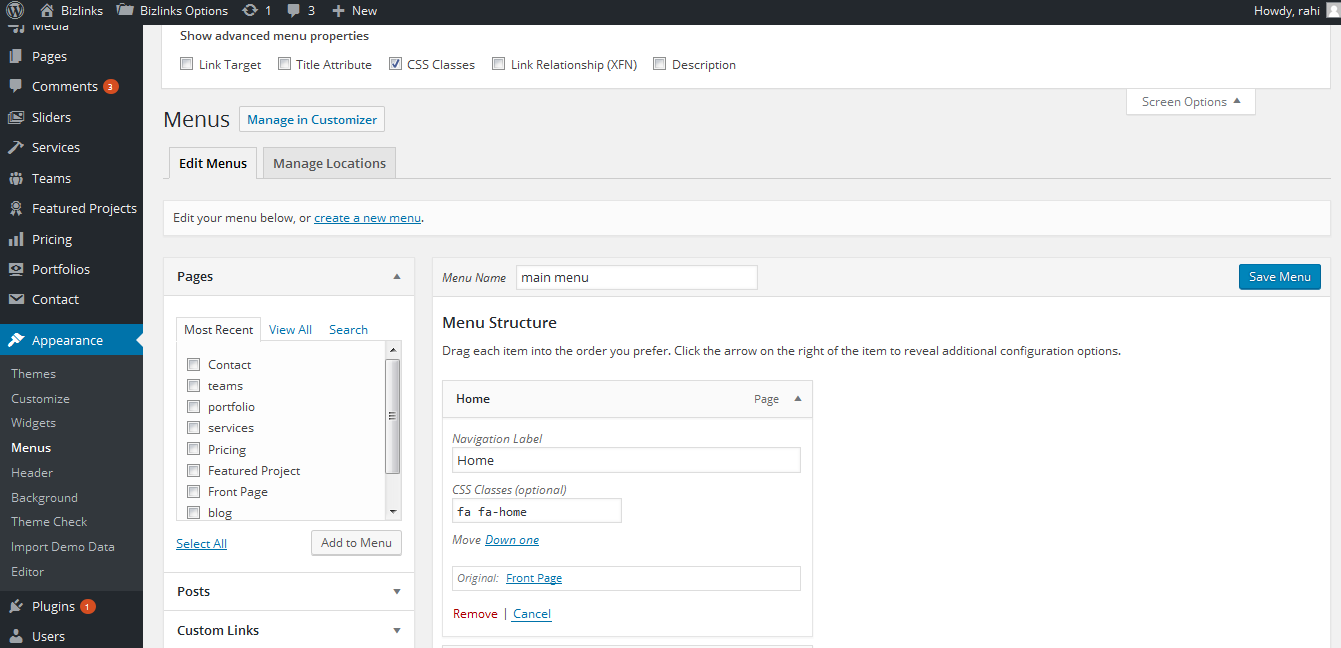 Bizlinks Bizlinks Options 1 3 New Howdy, rahi
Media
Pages
Comments 3
Sliders
Services
Teams
Featured Projects
Pricing
Portfolios
Contact
Appearance
Themes
Customize
Widgets
Menus
Header
Background
Theme Check
Import Demo Data
Editor
Plugins 1
Users
Show advanced menu properties
Link Target Title Attribute CSS Classes Link Relationship (XFN) Description
Screen Options
Menus Manage in Customizer
Edit Menus Manage Locations
Edit your menu below, or create a new menu.
Pages
Most Recent View All Search
Contact
teams
portfolio
services
Pricing
Featured Project
Front Page
blog
Select All Add to Menu
Posts
Custom Links
Menu Name main menu Save Menu
Menu Structure
Drag each item into the order you prefer. Click the arrow on the right of the item to reveal additional configuration options.
Home Page
Navigation Label
Home
CSS Classes (optional)
fa fa-home
Move Down one
Original: Front Page
Remove | Cancel